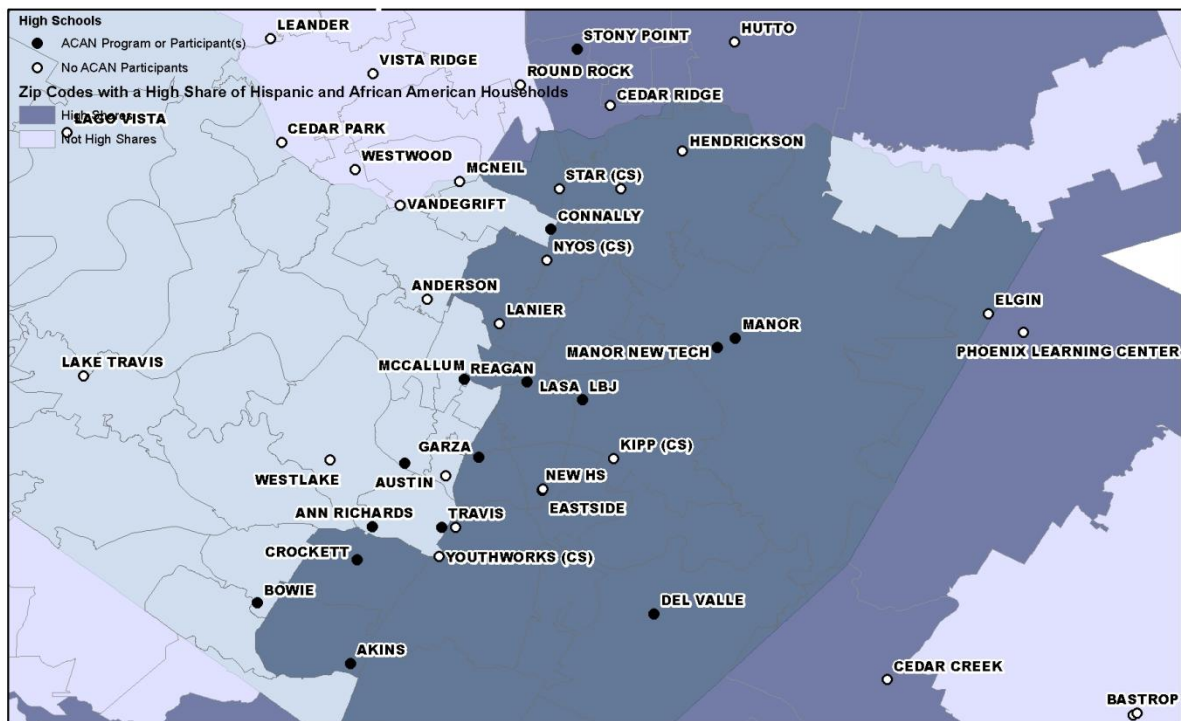 High Schools
ACAN Program or Participant(s)
No ACAN Participants
Zip Codes with a High Share of Hispanic and African American Households
High Shares
Not High Shares
LEANDER
STONY POINT
HUTTO
VISTA RIDGE
ROUND ROCK
CEDAR RIDGE
LAGO VISTA
CEDAR PARK
HENDRICKSON
WESTWOOD
MCNEIL
STAR (CS)
VANDEGRIFT
CONNALLY
NYOS (CS)
ANDERSON
ELGIN
LANIER
MANOR
MANOR NEW TECH
PHOENIX LEARNING CENTER
LAKE TRAVIS
MCCALLUM
REAGAN
LASA LBJ
GARZA
KIPP (CS)
WESTLAKE
AUSTIN
NEW HS
EASTSIDE
ANN RICHARDS
TRAVIS
CROCKETT
YOUTHWORKS (CS)
BOWIE
DEL VALLE
AKINS
CEDAR CREEK
BASTROP